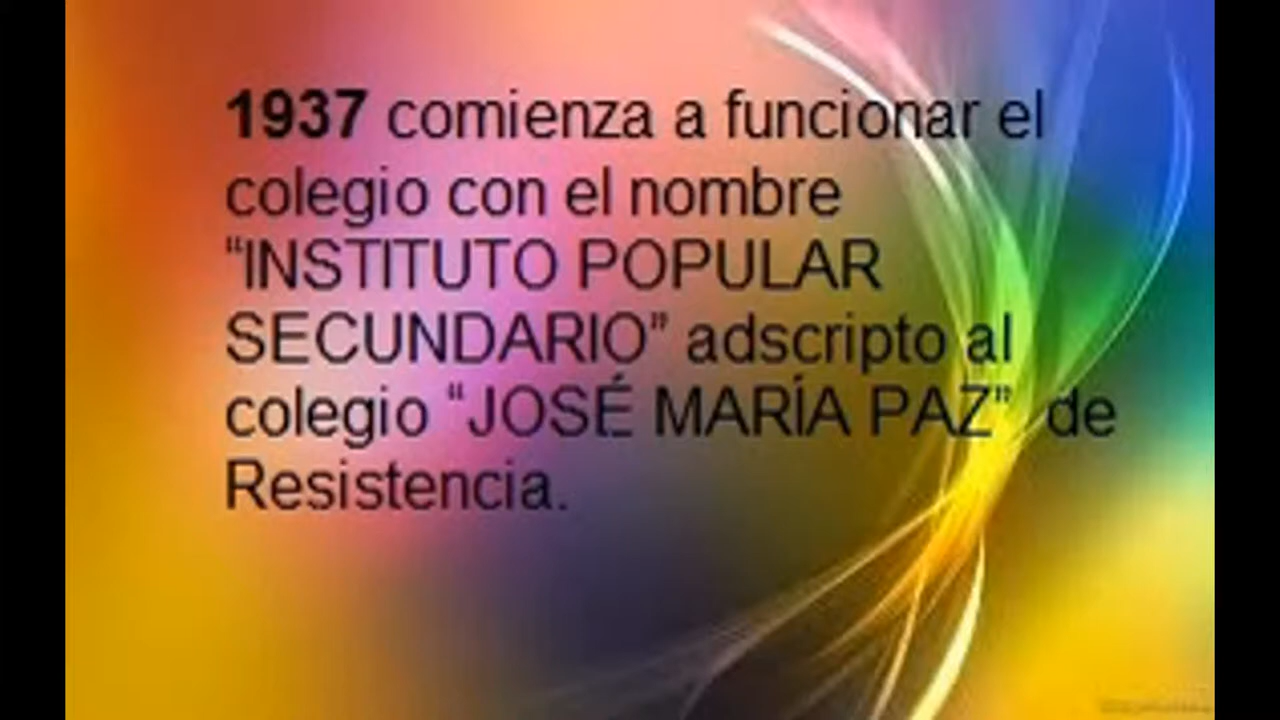 1937 comienza a funcionar el
colegio con el nombre
“INSTITUTO POPULAR
SECUNDARIO” adscripto al
colegio “JOSÉ MARÍA PAZ” de
Resistencia.